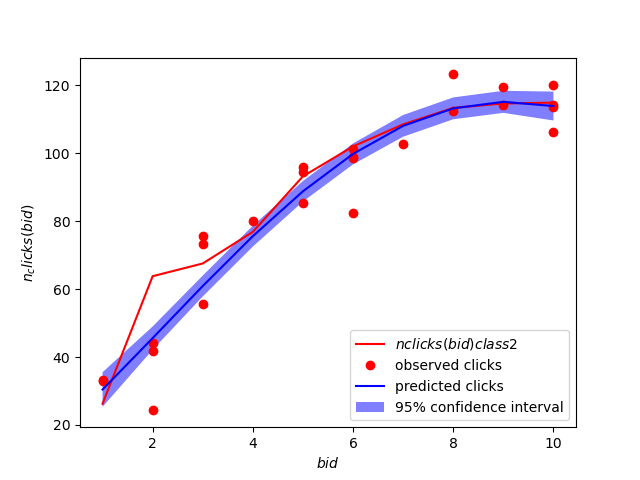 120
100
80
60
40
20
n_clicks(bid)
nclicks(bid)class2
observed clicks
predicted clicks
95% confidence interval
2
4
6
8
10
bid